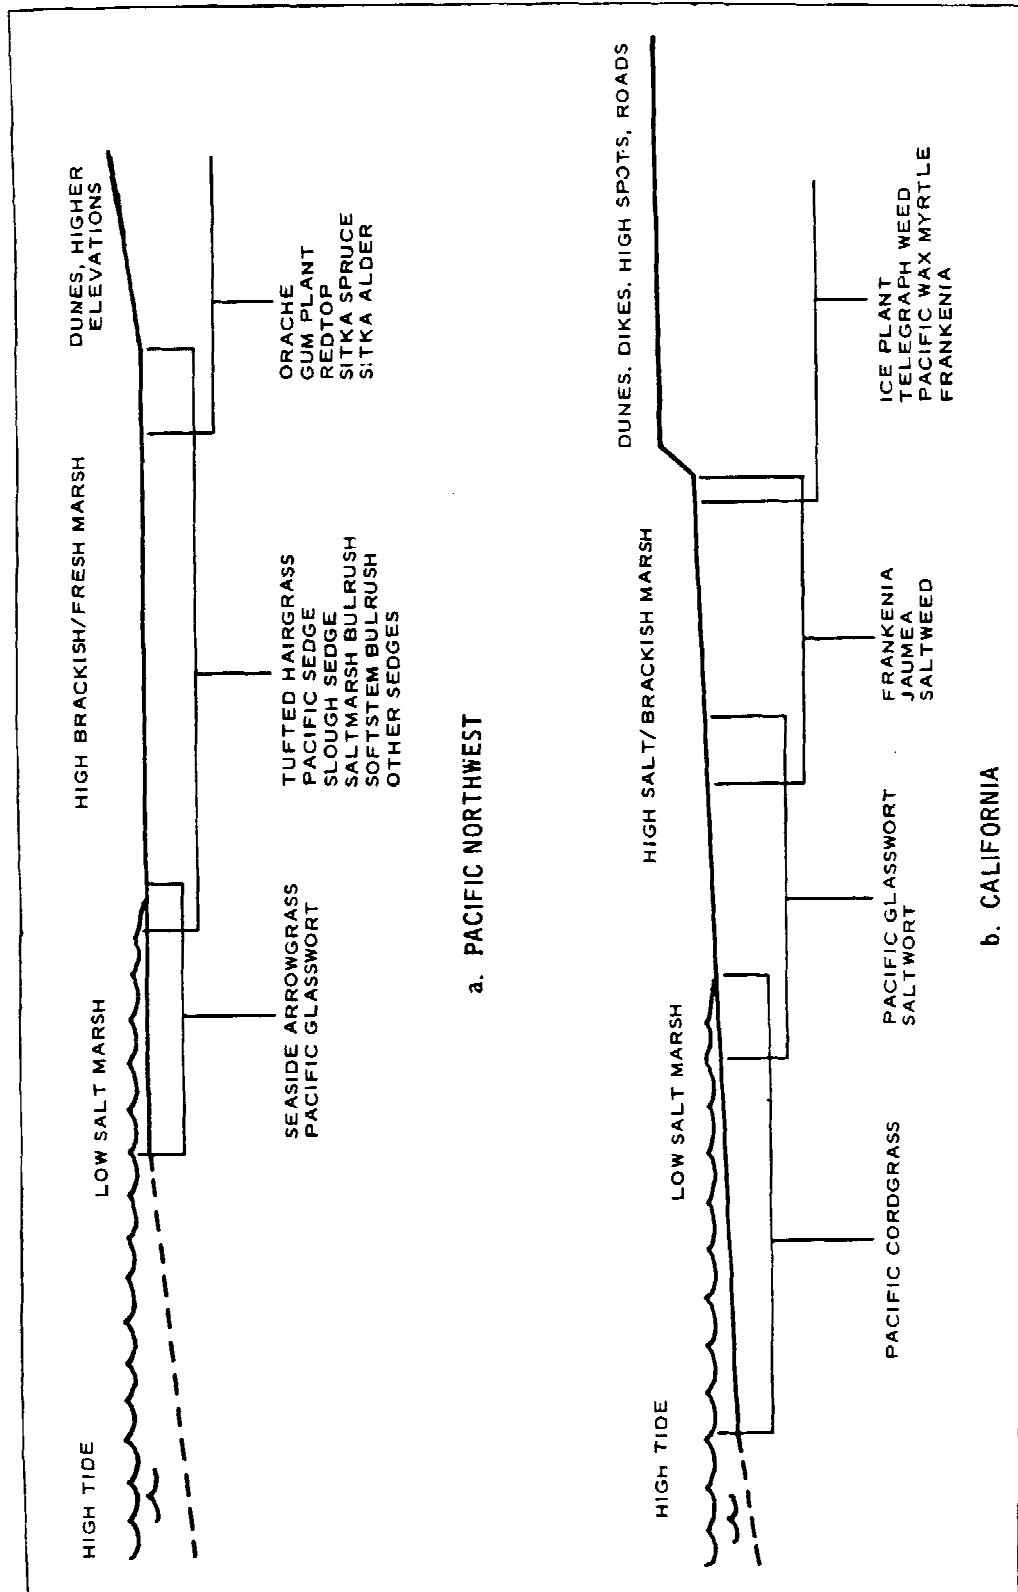 HIGH TIDE
LOW SALT MARSH
HIGH BRACKISH/FRESH MARSH
DUNES, HIGHER
ELEVATIONS
SEASIDE ARROWGRASS
PACIFIC GLASSWORT
TUFTED HAIRGRASS
PACIFIC SEDGE
SLOUGH SEDGE
SALTMARSH BULRUSH
SOFTSTEM BULRUSH
OTHER SEDGES
ORACHE
GUM PLANT
REDTOP
SITKA SPRUCE
SITKA ALDER
a. PACIFIC NORTHWEST
HIGH TIDE
LOW SALT MARSH
HIGH SALT/BRACKISH MARSH
DUNES. DIKES. HIGH SPOTS, ROADS
PACIFIC CORDGRASS
PACIFIC GLASSWORT
SALTWORT
FRANKENIA
JAUMEA
SALTWEED
ICE PLANT
TELEGRAPH WEED
PACIFIC WAX MYRTLE
FRANKENIA
b. CALIFORNIA